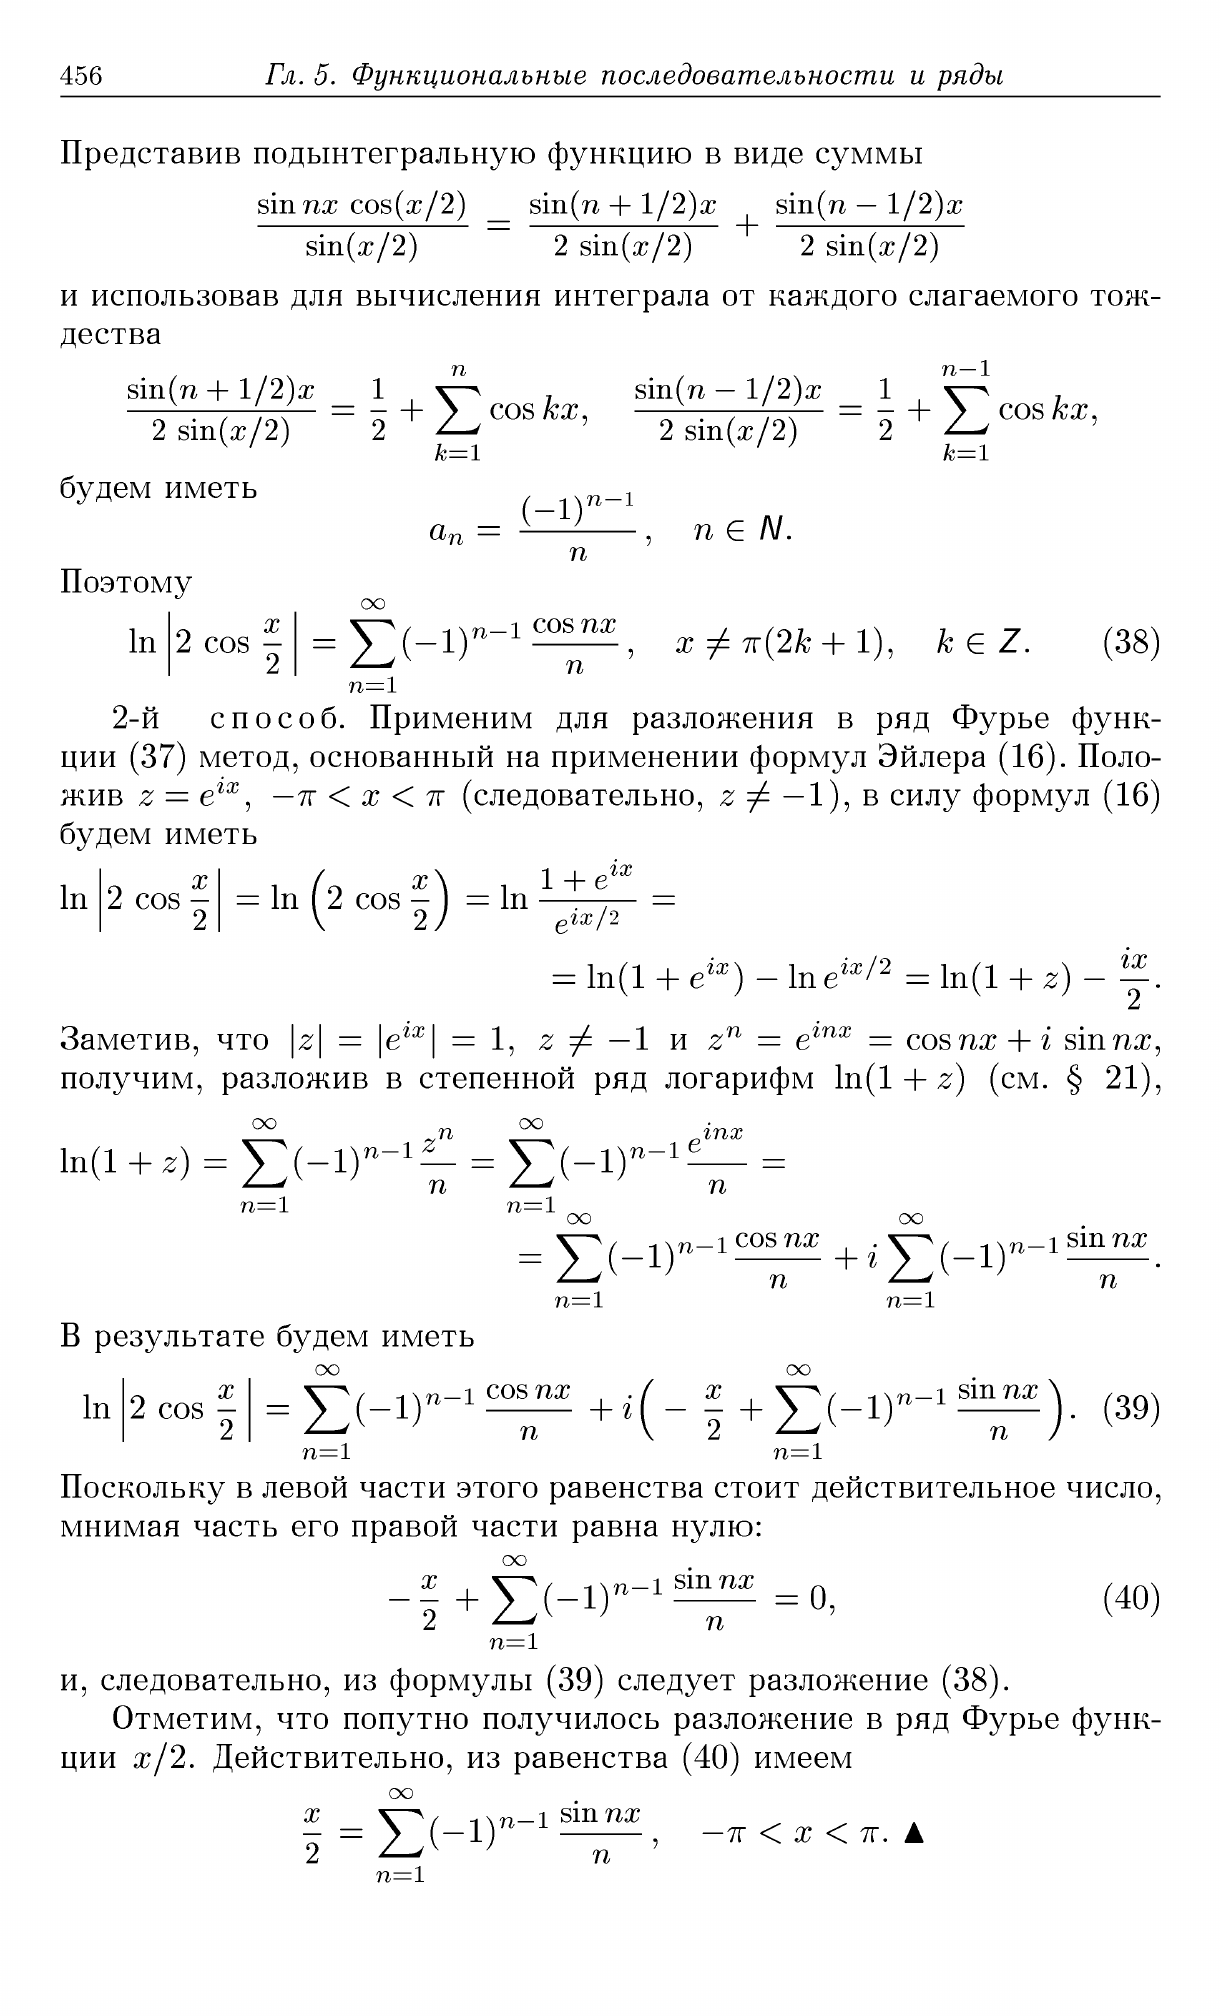 456 Гл. 5. Функциональные последовательности и ряды
Представив подынтегральную функцию в виде суммы
$\frac{\sin nx \cos(x/2)}{\sin(x/2)} = \frac{\sin(n + 1/2)x}{2 \sin(x/2)} + \frac{\sin(n - 1/2)x}{2 \sin(x/2)}$
и использовав для вычисления интеграла от каждого слагаемого тож-
дества
$\frac{\sin(n + 1/2)x}{2 \sin(x/2)} = \frac{1}{2} + \sum_{k=1}^{n} \cos kx, \quad \frac{\sin(n - 1/2)x}{2 \sin(x/2)} = \frac{1}{2} + \sum_{k=1}^{n-1} \cos kx,$
будем иметь
$a_n = \frac{(-1)^{n-1}}{n}, \quad n \in N.$
Поэтому
$\ln \left| 2 \cos \frac{x}{2} \right| = \sum_{n=1}^{\infty} (-1)^{n-1} \frac{\cos nx}{n}, \quad x \neq \pi(2k + 1), \quad k \in Z. \quad (38)$
2-й способ. Применим для разложения в ряд Фурье функ-
ции (37) метод, основанный на применении формул Эйлера (16). Поло-
жив $z = e^{ix}$, $-\pi < x < \pi$ (следовательно, $z \neq -1$), в силу формул (16)
будем иметь
$\ln \left| 2 \cos \frac{x}{2} \right| = \ln \left( 2 \cos \frac{x}{2} \right) = \ln \frac{1 + e^{ix}}{e^{ix/2}} =$
$= \ln(1 + e^{ix}) - \ln e^{ix/2} = \ln(1 + z) - \frac{ix}{2}.$
Заметив, что $|z| = |e^{ix}| = 1$, $z \neq -1$ и $z^n = e^{inx} = \cos nx + i \sin nx$,
получим, разложив в степенной ряд логарифм $\ln(1 + z)$ (см. § 21),
$\ln(1 + z) = \sum_{n=1}^{\infty} (-1)^{n-1} \frac{z^n}{n} = \sum_{n=1}^{\infty} (-1)^{n-1} \frac{e^{inx}}{n} =$
$= \sum_{n=1}^{\infty} (-1)^{n-1} \frac{\cos nx}{n} + i \sum_{n=1}^{\infty} (-1)^{n-1} \frac{\sin nx}{n}.$
В результате будем иметь
$\ln \left| 2 \cos \frac{x}{2} \right| = \sum_{n=1}^{\infty} (-1)^{n-1} \frac{\cos nx}{n} + i \left( - \frac{x}{2} + \sum_{n=1}^{\infty} (-1)^{n-1} \frac{\sin nx}{n} \right). \quad (39)$
Поскольку в левой части этого равенства стоит действительное число,
мнимая часть его правой части равна нулю:
$- \frac{x}{2} + \sum_{n=1}^{\infty} (-1)^{n-1} \frac{\sin nx}{n} = 0, \quad (40)$
и, следовательно, из формулы (39) следует разложение (38).
Отметим, что попутно получилось разложение в ряд Фурье функ-
ции $x/2$. Действительно, из равенства (40) имеем
$\frac{x}{2} = \sum_{n=1}^{\infty} (-1)^{n-1} \frac{\sin nx}{n}, \quad -\pi < x < \pi.$ ▲